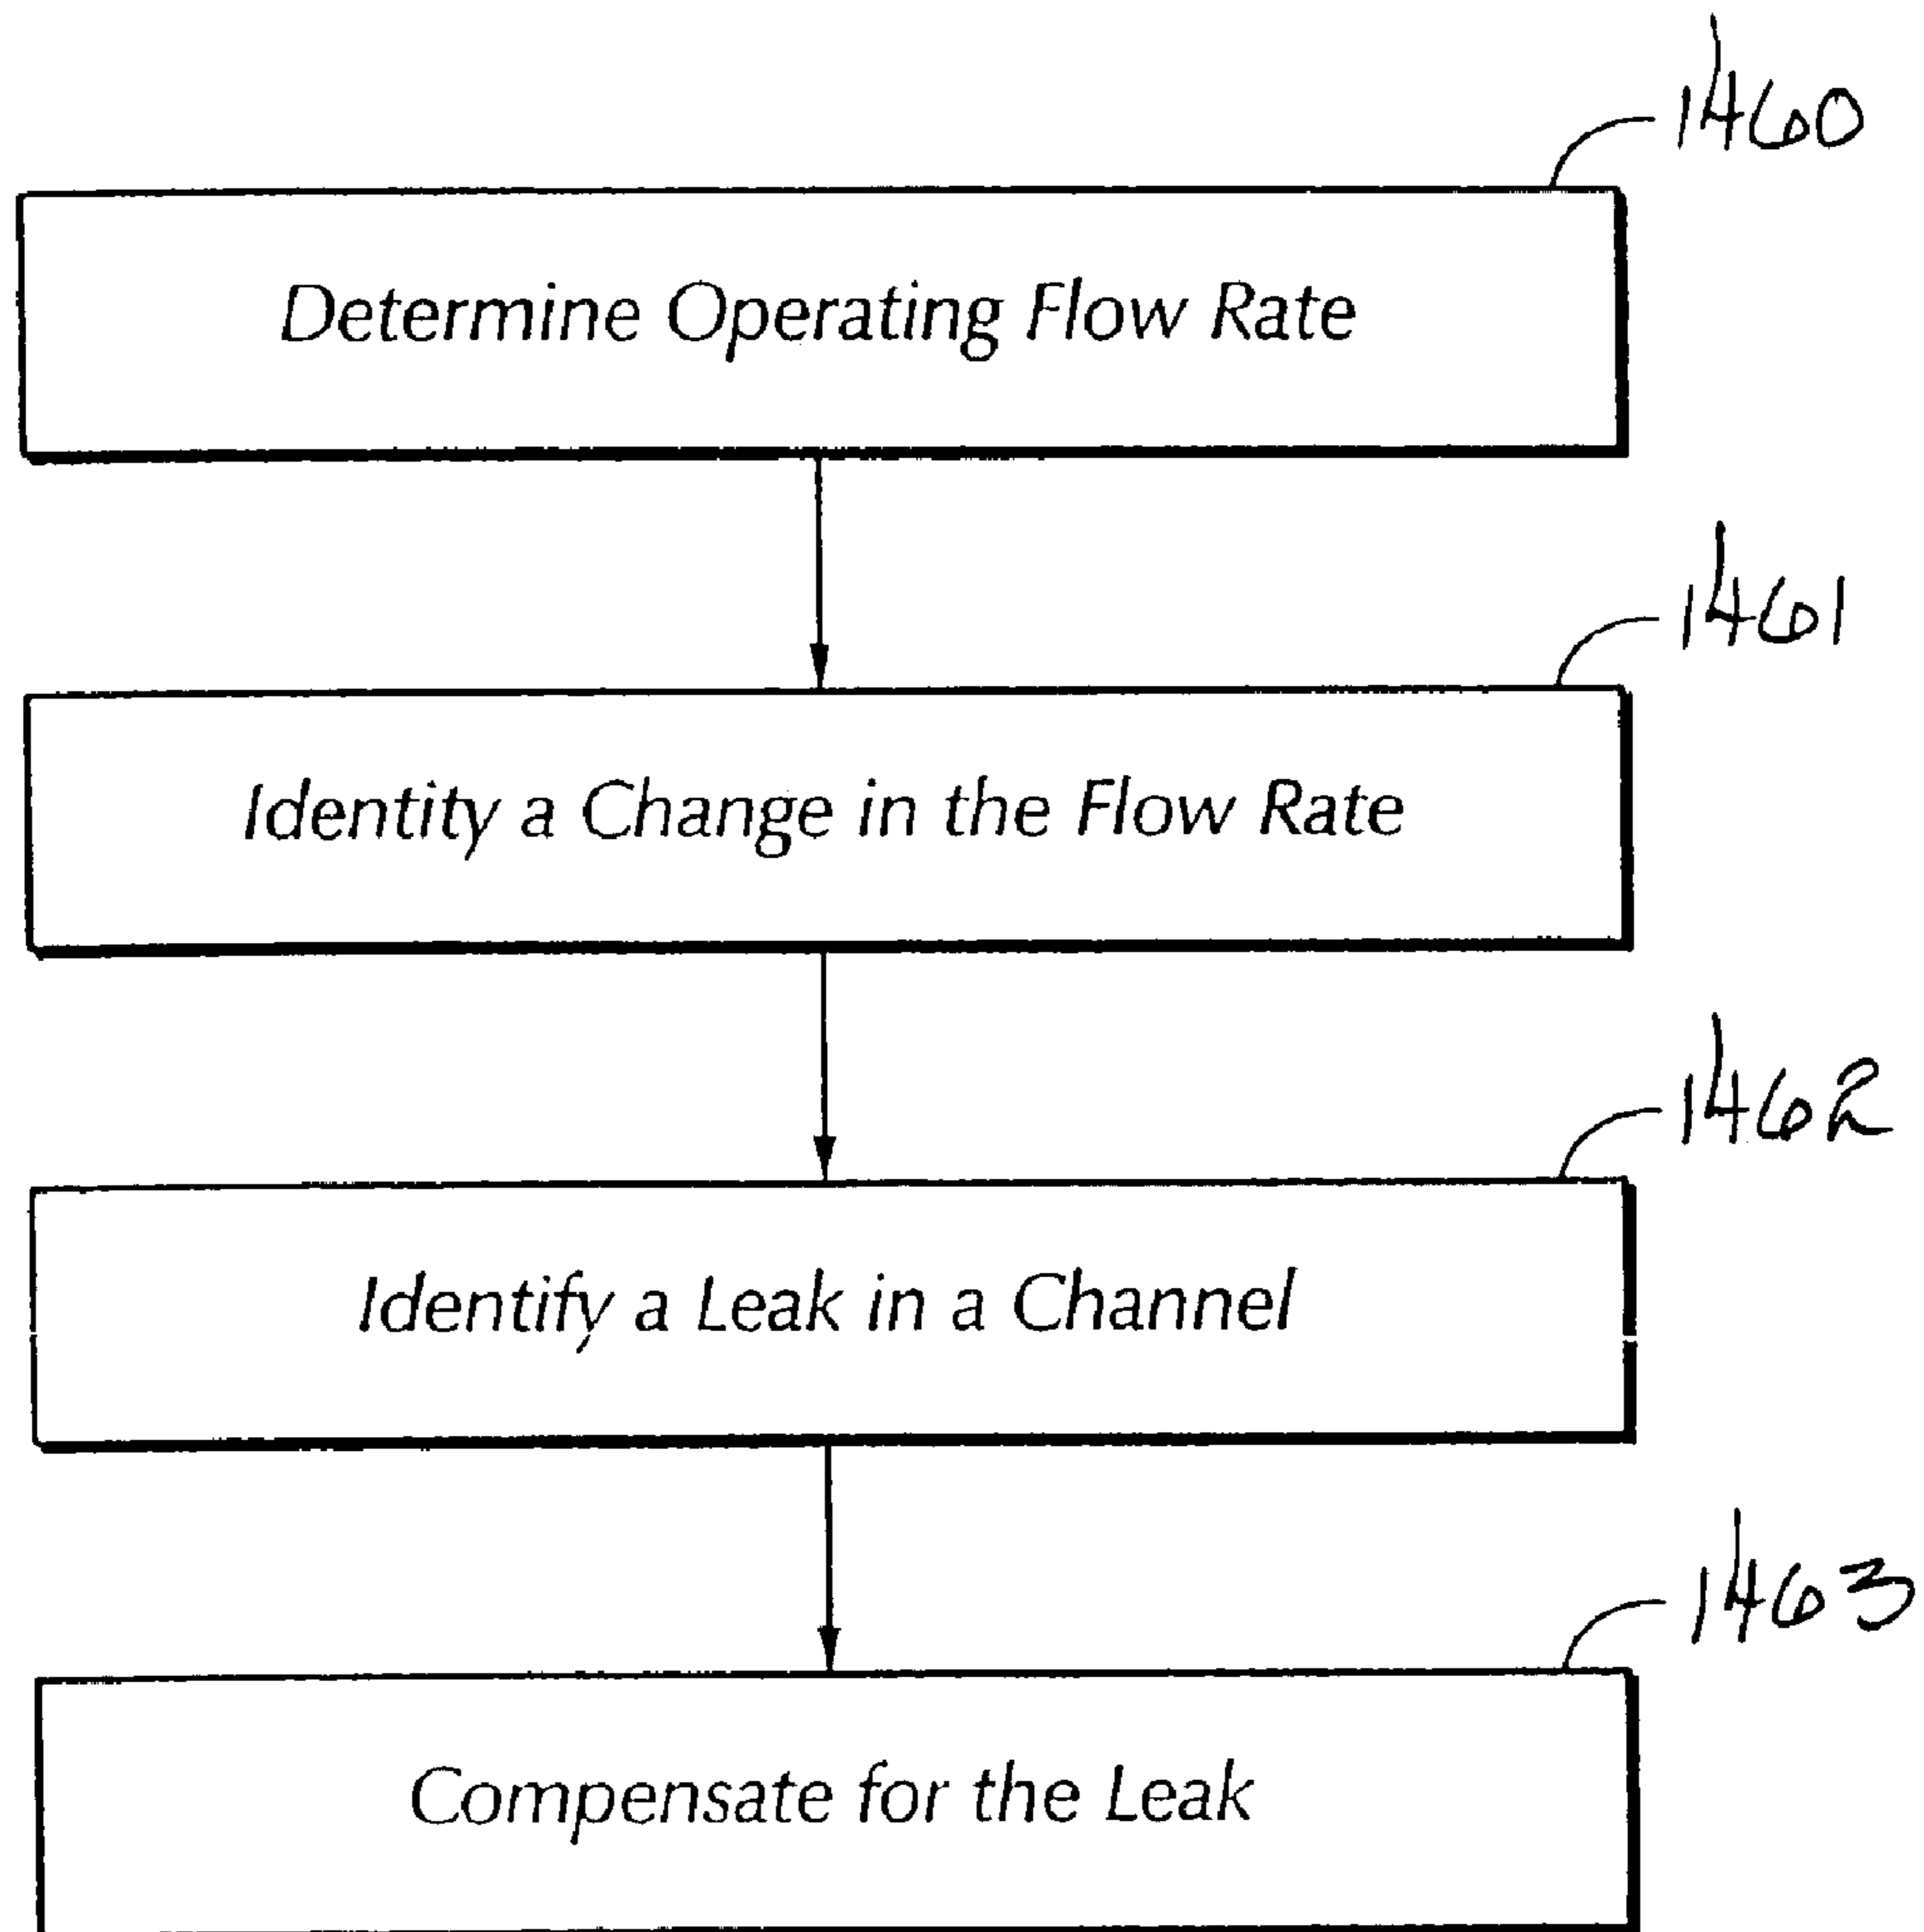 1460
Determine Operating Flow Rate
1461
Identity a Change in the Flow Rate
1462
Identify a Leak in a Channel
1463
Compensate for the Leak